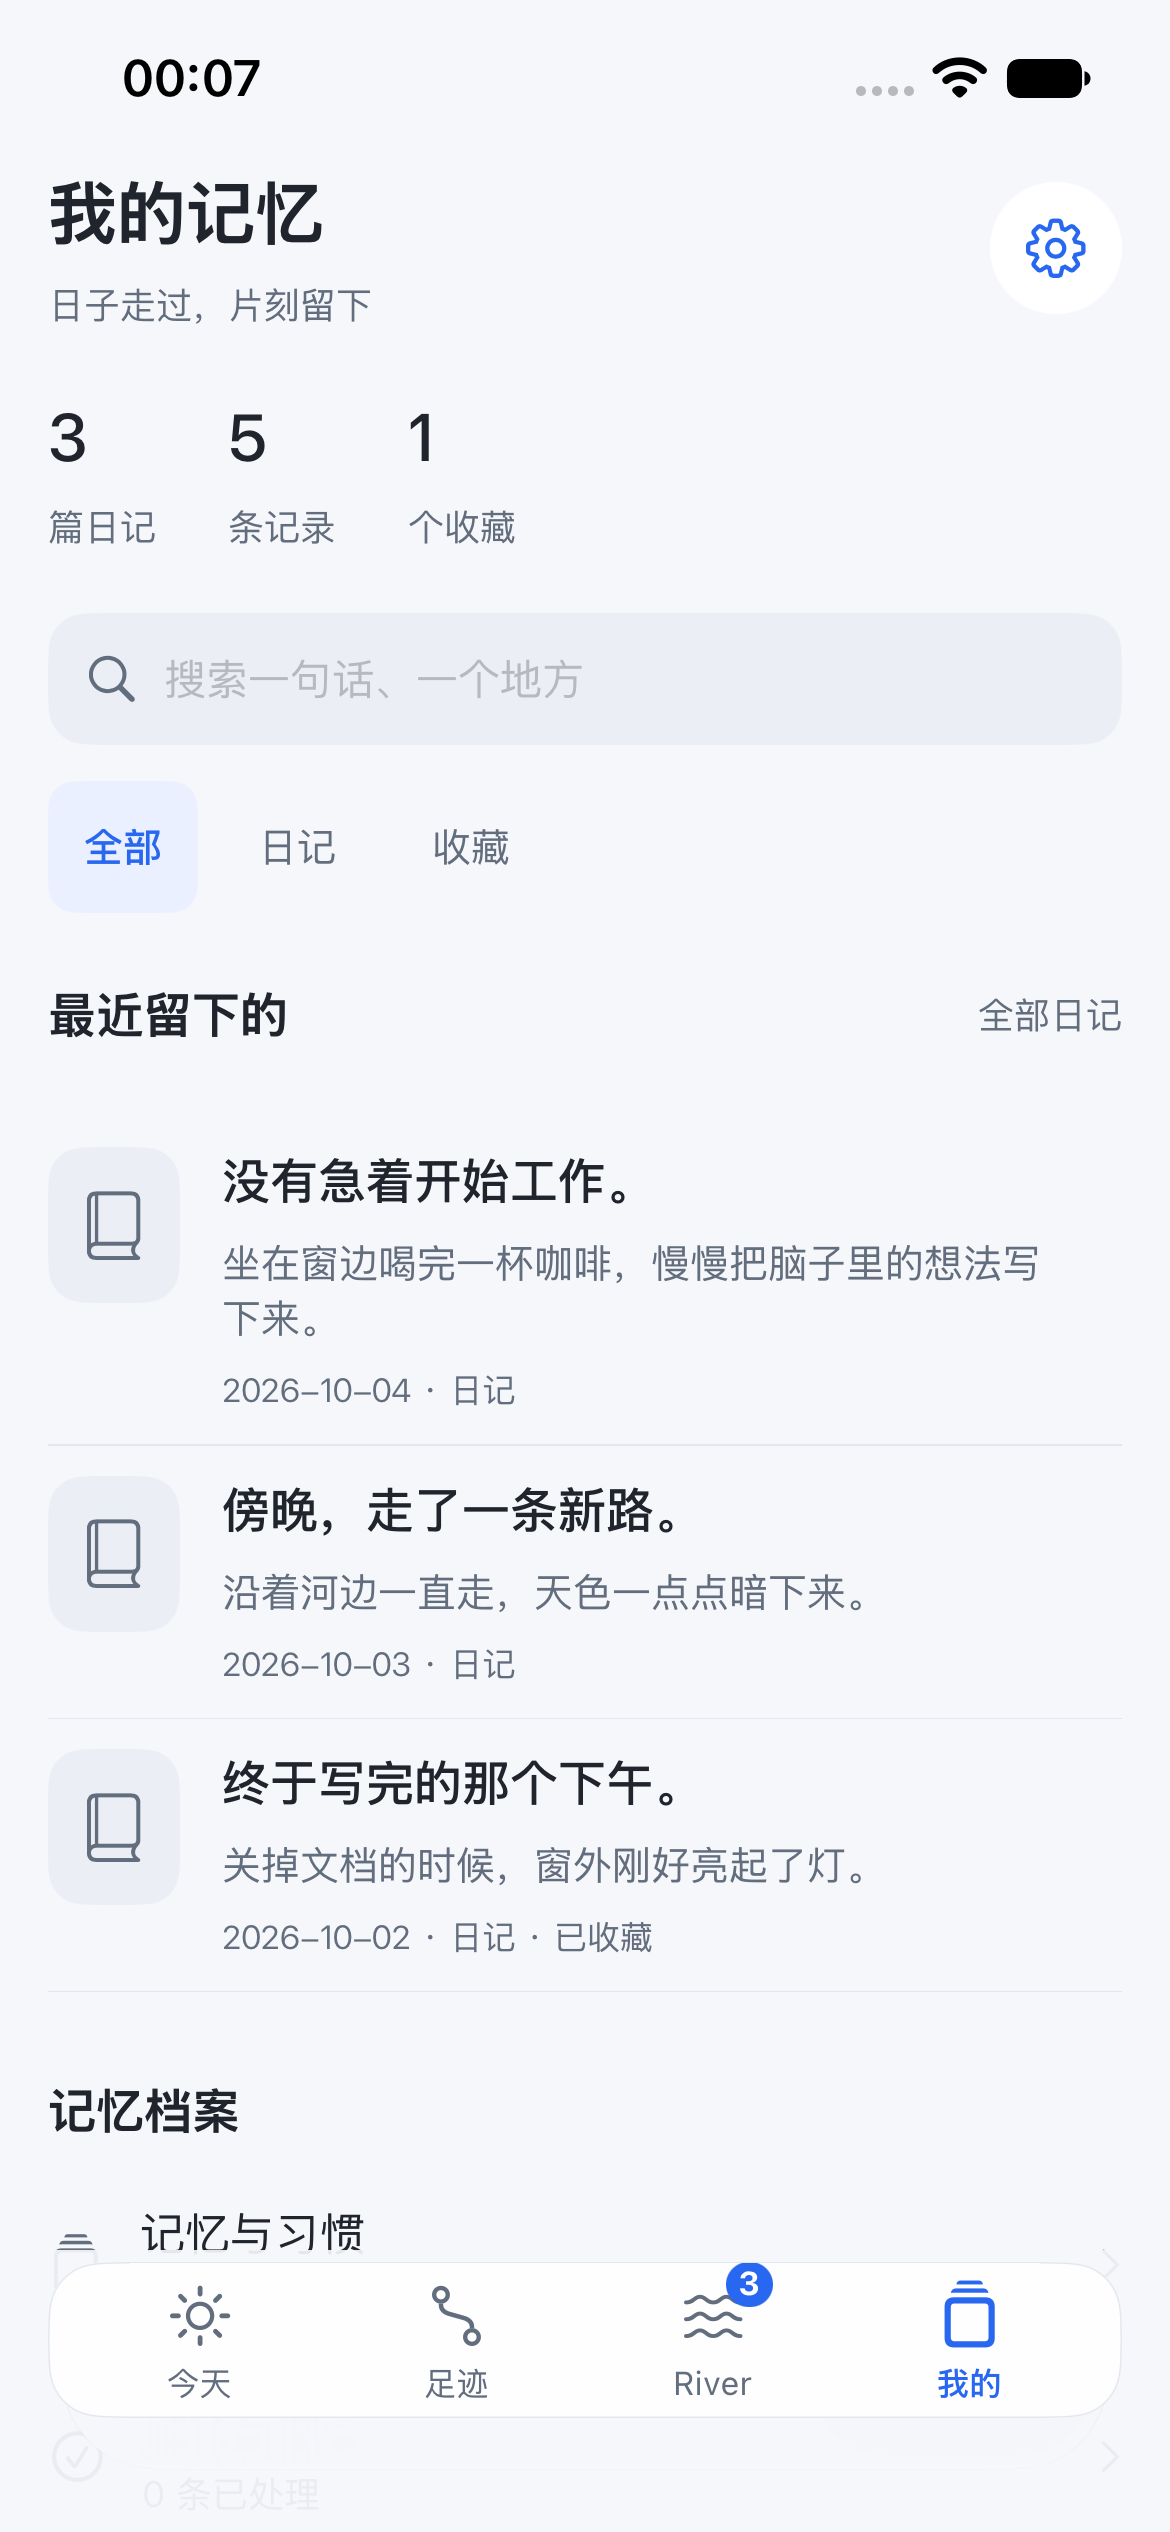 00:07
我的记忆
日子走过，片刻留下
3 5 1
篇日记 条记录 个收藏
搜索一句话、一个地方
全部 日记 收藏
最近留下的 全部日记
没有急着开始工作。
坐在窗边喝完一杯咖啡，慢慢把脑子里的想法写
下来。
2026-10-04 · 日记
傍晚，走了一条新路。
沿着河边一直走，天色一点点暗下来。
2026-10-03 · 日记
终于写完的那个下午。
关掉文档的时候，窗外刚好亮起了灯。
2026-10-02 · 日记 · 已收藏
记忆档案
记忆与习惯
3
今天 足迹 River 我的
0 条已处理